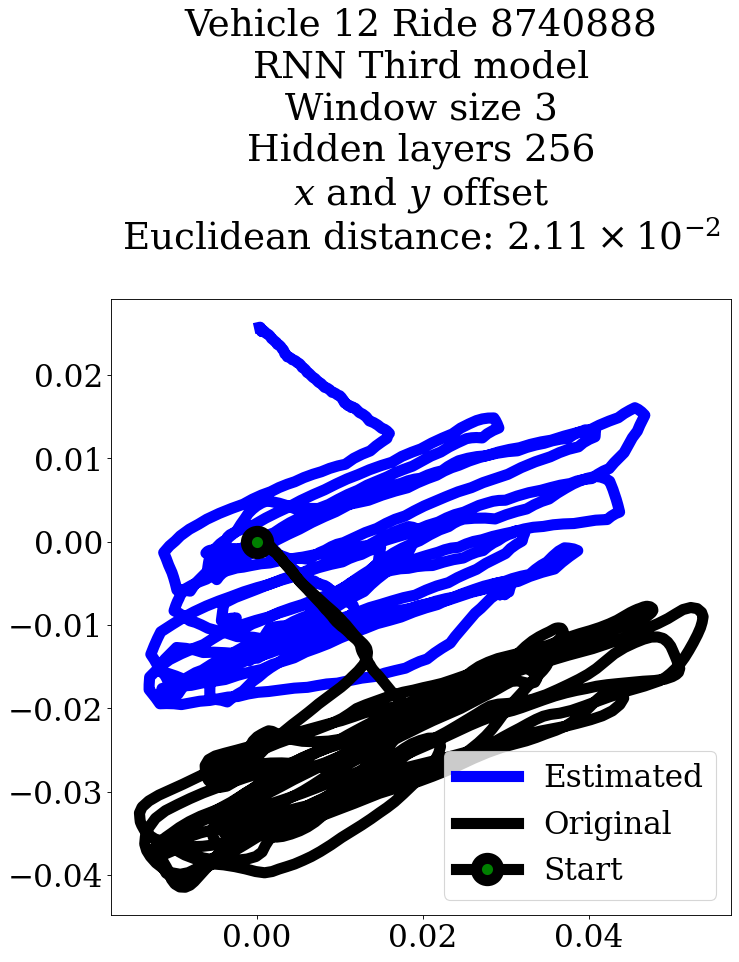 Vehicle 12 Ride 8740888
RNN Third model
Window size 3
Hidden layers 256
x and y offset
Euclidean distance: 2.11 × 10⁻²
0.02
0.01
0.00
−0.01
−0.02
−0.03
−0.04
Estimated
Original
Start
0.00 0.02 0.04